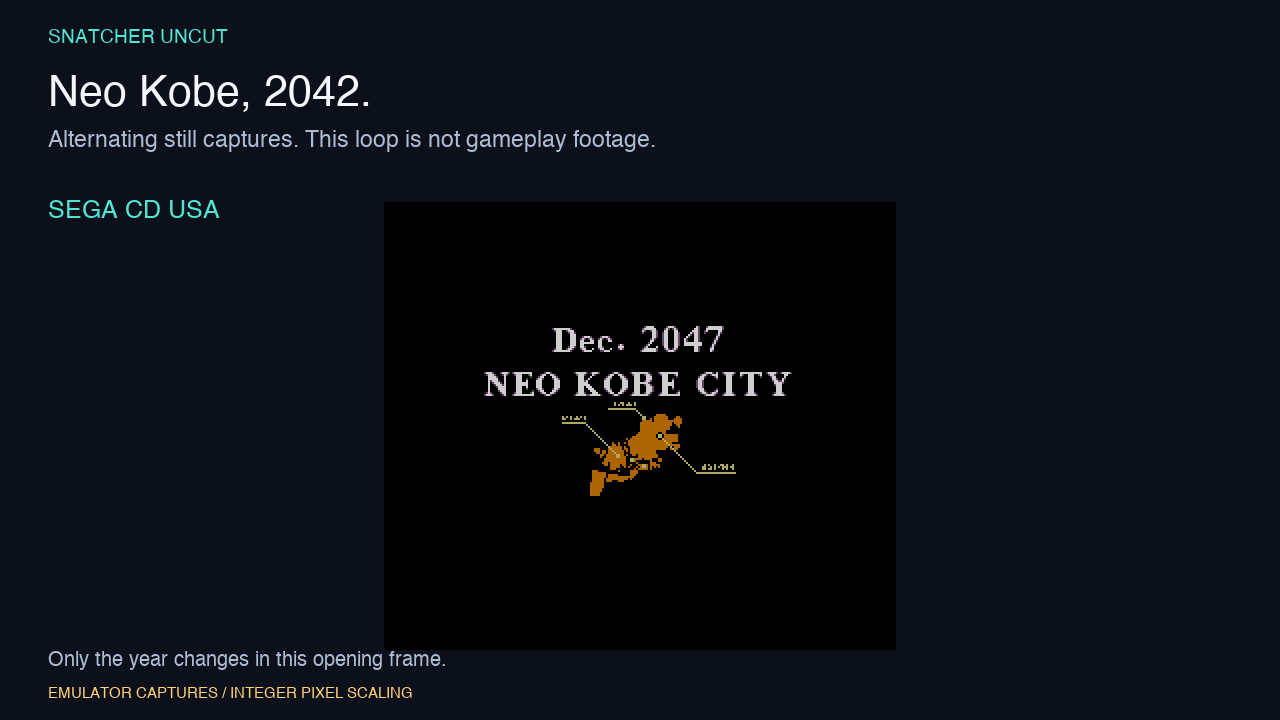 SNATCHER UNCUT
Neo Kobe, 2042.
Alternating still captures. This loop is not gameplay footage.
SEGA CD USA
Dec. 2047
NEO KOBE CITY
Only the year changes in this opening frame.
EMULATOR CAPTURES / INTEGER PIXEL SCALING